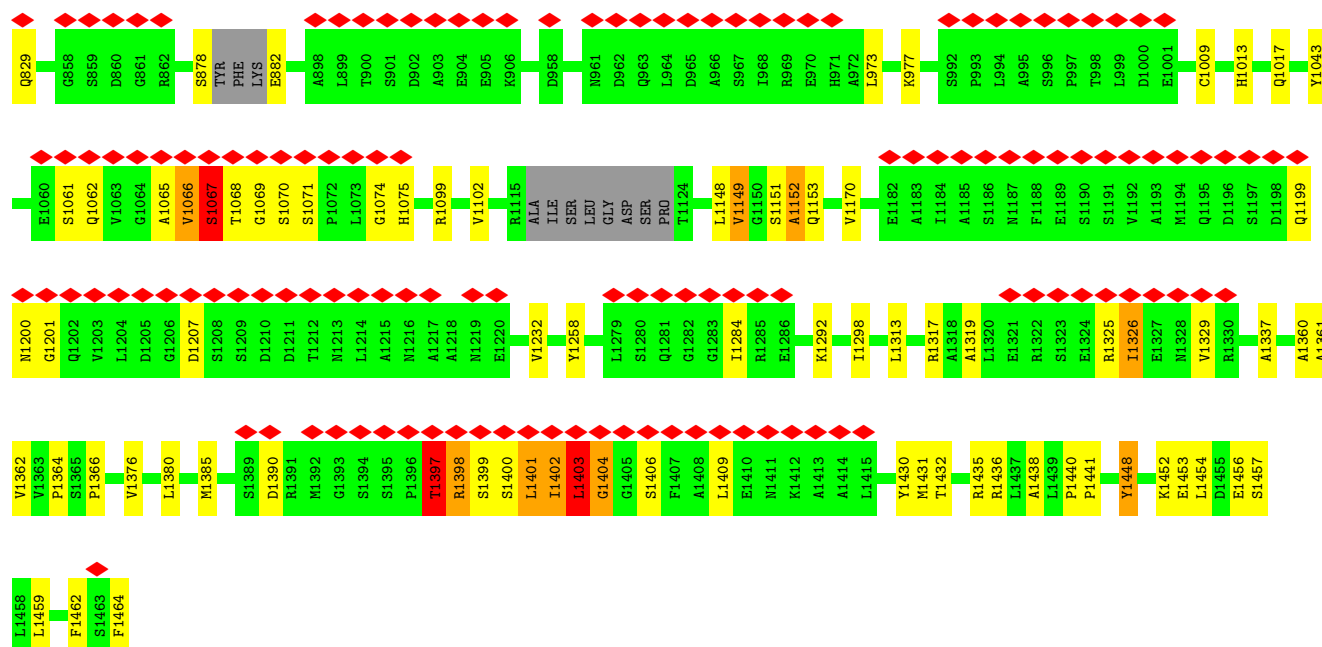 Q829 G858 S859 D860 G861 R862 S878 TYR PHE LYS E882 A898 L899 T900 S901 D902 A903 E904 E905 K906 D958 N961 D962 Q963 L964 D965 A966 S967 I968 R969 E970 H971 A972 L973 K977 S992 P993 L994 A995 S996 P997 T998 L999 D1000 E1001 C1009 H1013 Q1017 Y1043
E1060 S1061 Q1062 V1063 G1064 A1065 V1066 S1067 T1068 G1069 S1070 S1071 P1072 L1073 G1074 H1075 R1099 V1102 R1115 ALA ILE SER LEU GLY ASP SER PRO T1124 L1148 V1149 G1150 S1151 A1152 Q1153 V1170 E1182 A1183 I1184 A1185 S1186 N1187 F1188 E1189 S1190 S1191 V1192 A1193 M1194 Q1195 D1196 S1197 D1198 Q1199
N1200 G1201 Q1202 V1203 L1204 D1205 G1206 D1207 S1208 S1209 D1210 D1211 T1212 N1213 L1214 A1215 N1216 A1217 A1218 N1219 E1220 V1232 Y1258 L1279 S1280 Q1281 G1282 G1283 I1284 R1285 E1286 K1292 I1298 L1313 R1317 A1318 A1319 L1320 E1321 R1322 S1323 E1324 R1325 I1326 E1327 N1328 V1329 R1330 A1337 A1360 A1361
V1362 V1363 P1364 S1365 P1366 V1376 L1380 M1385 S1389 D1390 R1391 M1392 G1393 S1394 S1395 P1396 T1397 R1398 S1399 S1400 L1401 I1402 L1403 G1404 G1405 S1406 F1407 A1408 L1409 E1410 N1411 K1412 A1413 A1414 L1415 Y1430 M1431 T1432 R1435 R1436 L1437 A1438 L1439 P1440 P1441 Y1448 K1452 E1453 L1454 D1455 E1456 S1457
L1458 L1459 F1462 S1463 F1464